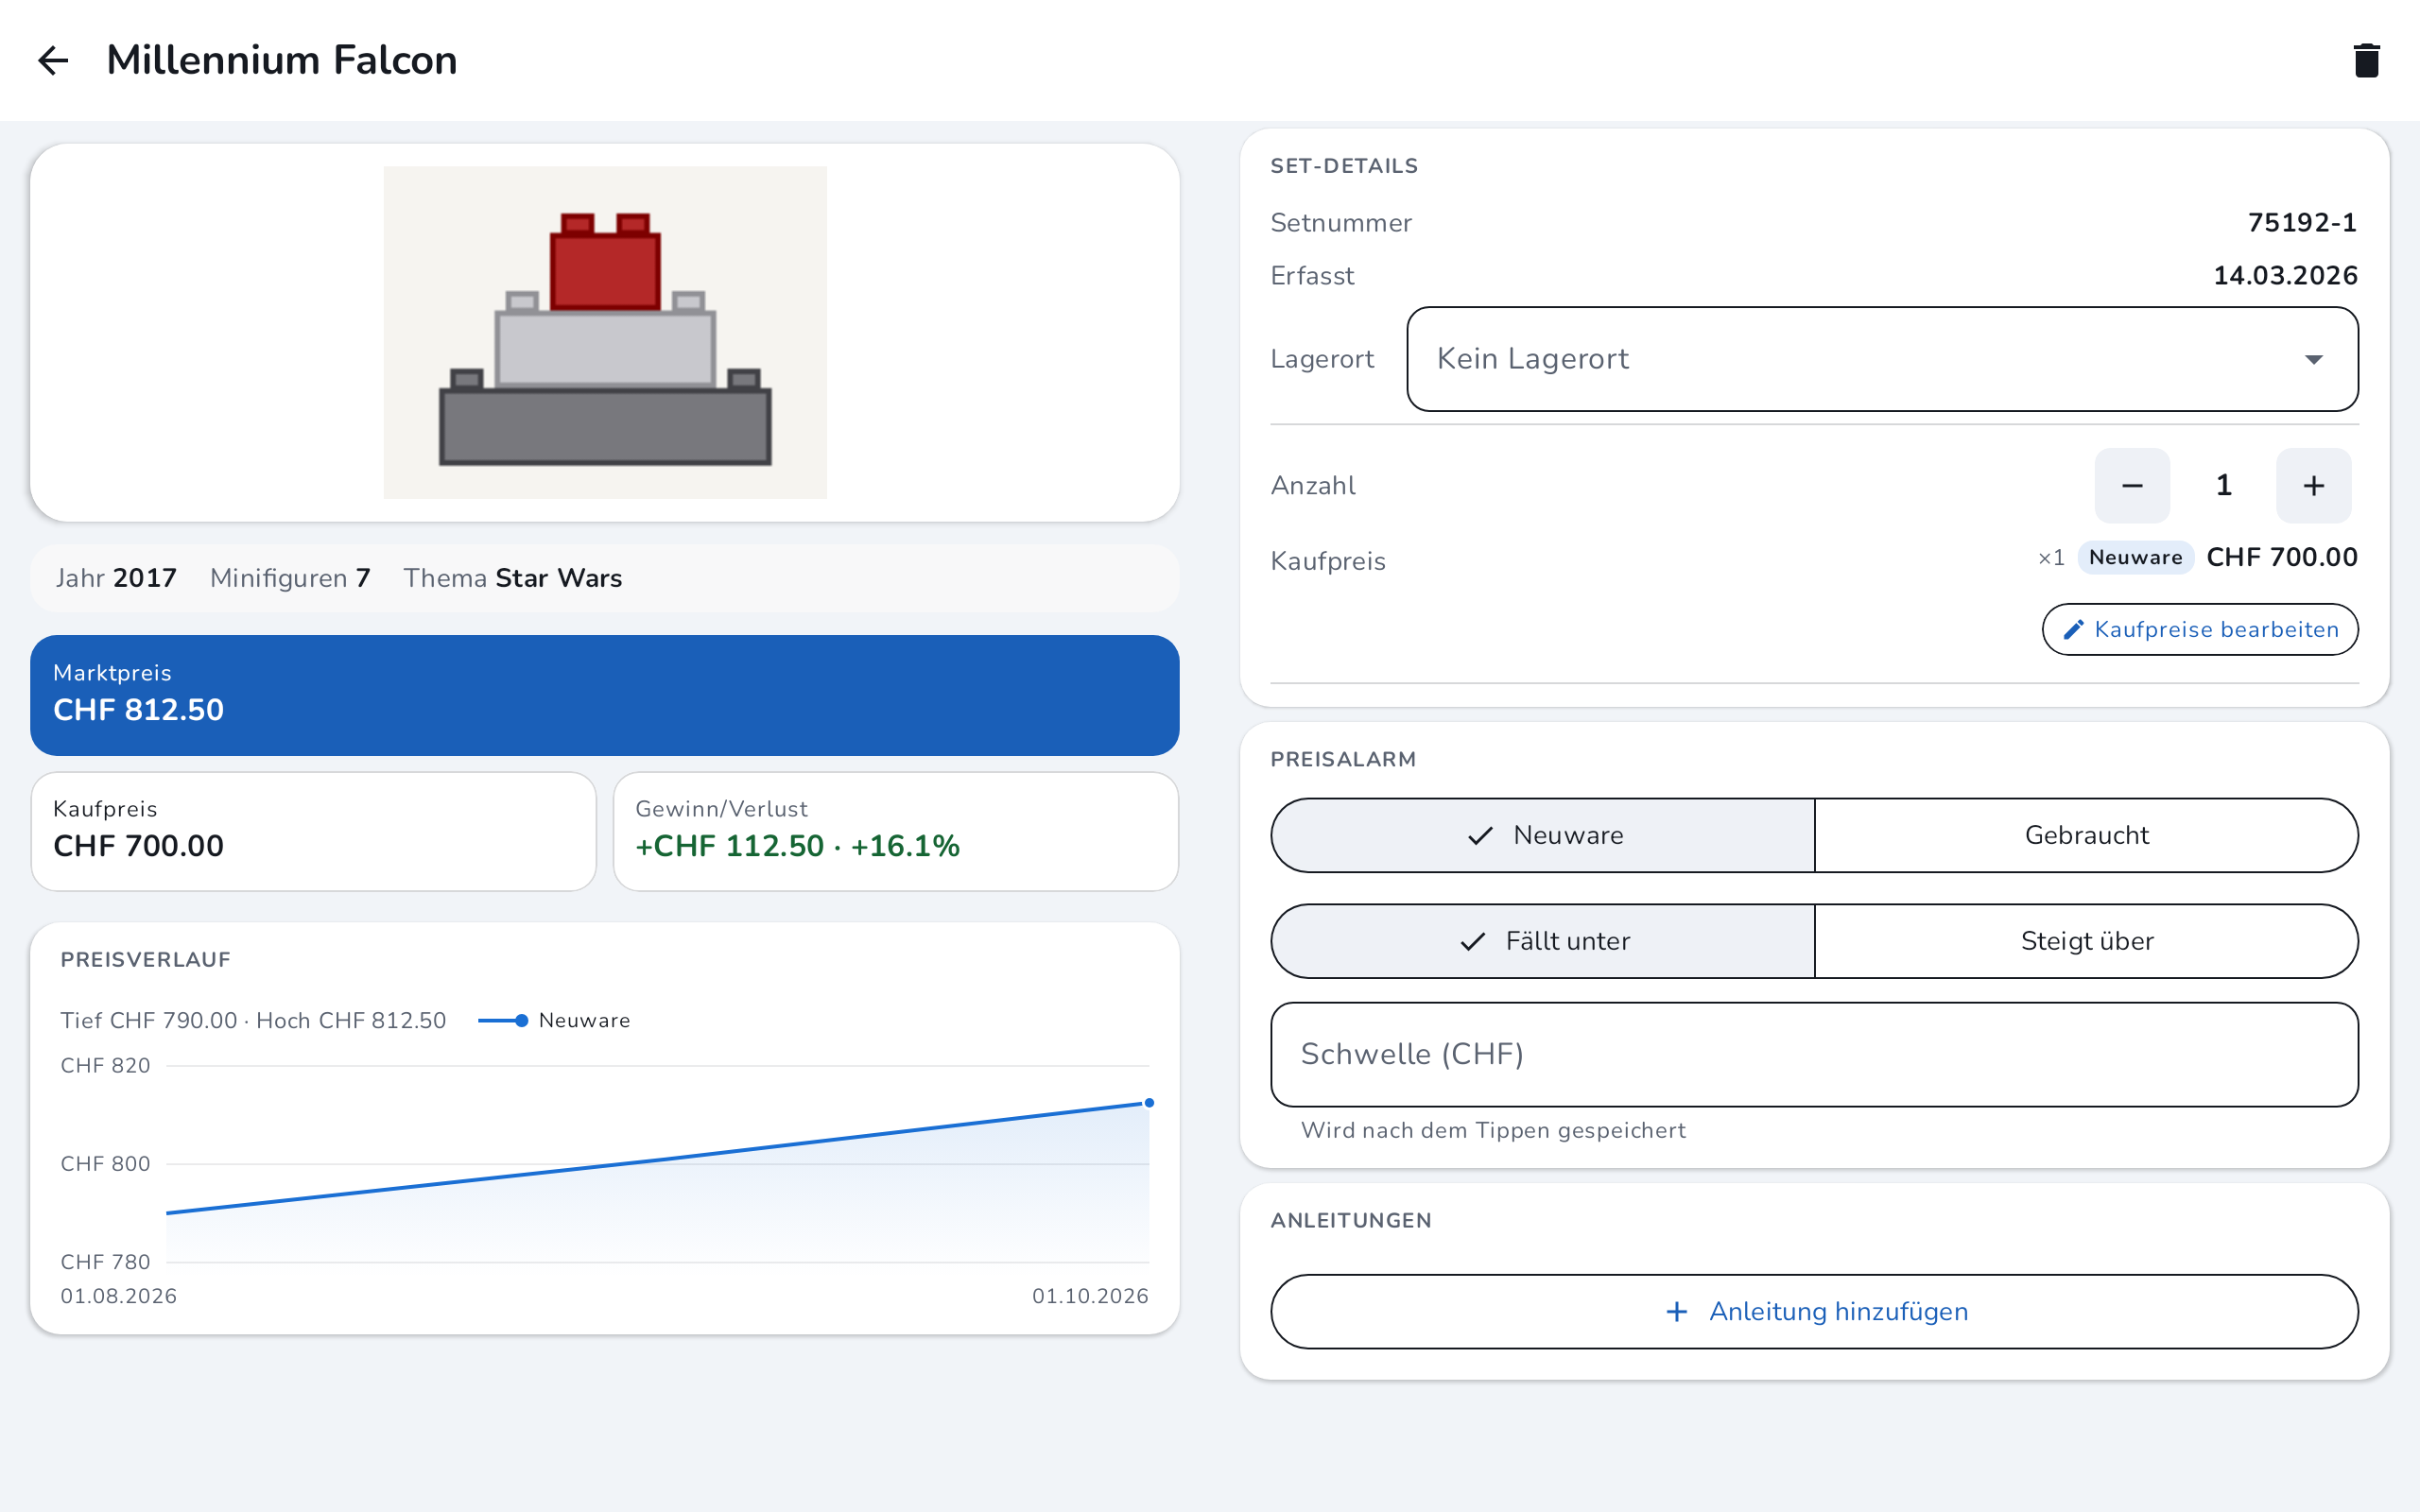 Millennium Falcon
Jahr 2017 Minifiguren 7 Thema Star Wars
Marktpreis
CHF 812.50
Kaufpreis
CHF 700.00
Gewinn/Verlust
+CHF 112.50 · +16.1%
PREISVERLAUF
Tief CHF 790.00 · Hoch CHF 812.50 Neuware
CHF 820
CHF 800
CHF 780
01.08.2026 01.10.2026
SET-DETAILS
Setnummer 75192-1
Erfasst 14.03.2026
Lagerort Kein Lagerort
Anzahl − 1 +
Kaufpreis ×1 Neuware CHF 700.00
Kaufpreise bearbeiten
PREISALARM
Neuware Gebraucht
Fällt unter Steigt über
Schwelle (CHF)
Wird nach dem Tippen gespeichert
ANLEITUNGEN
+ Anleitung hinzufügen